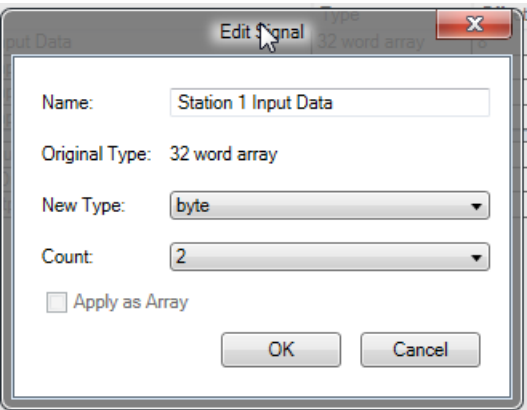 Type
Edit Signal
put Data
32 word array
8
Name:
Station 1 Input Data
Original Type:
32 word array
New Type:
byte
Count:
2
Apply as Array
OK
Cancel